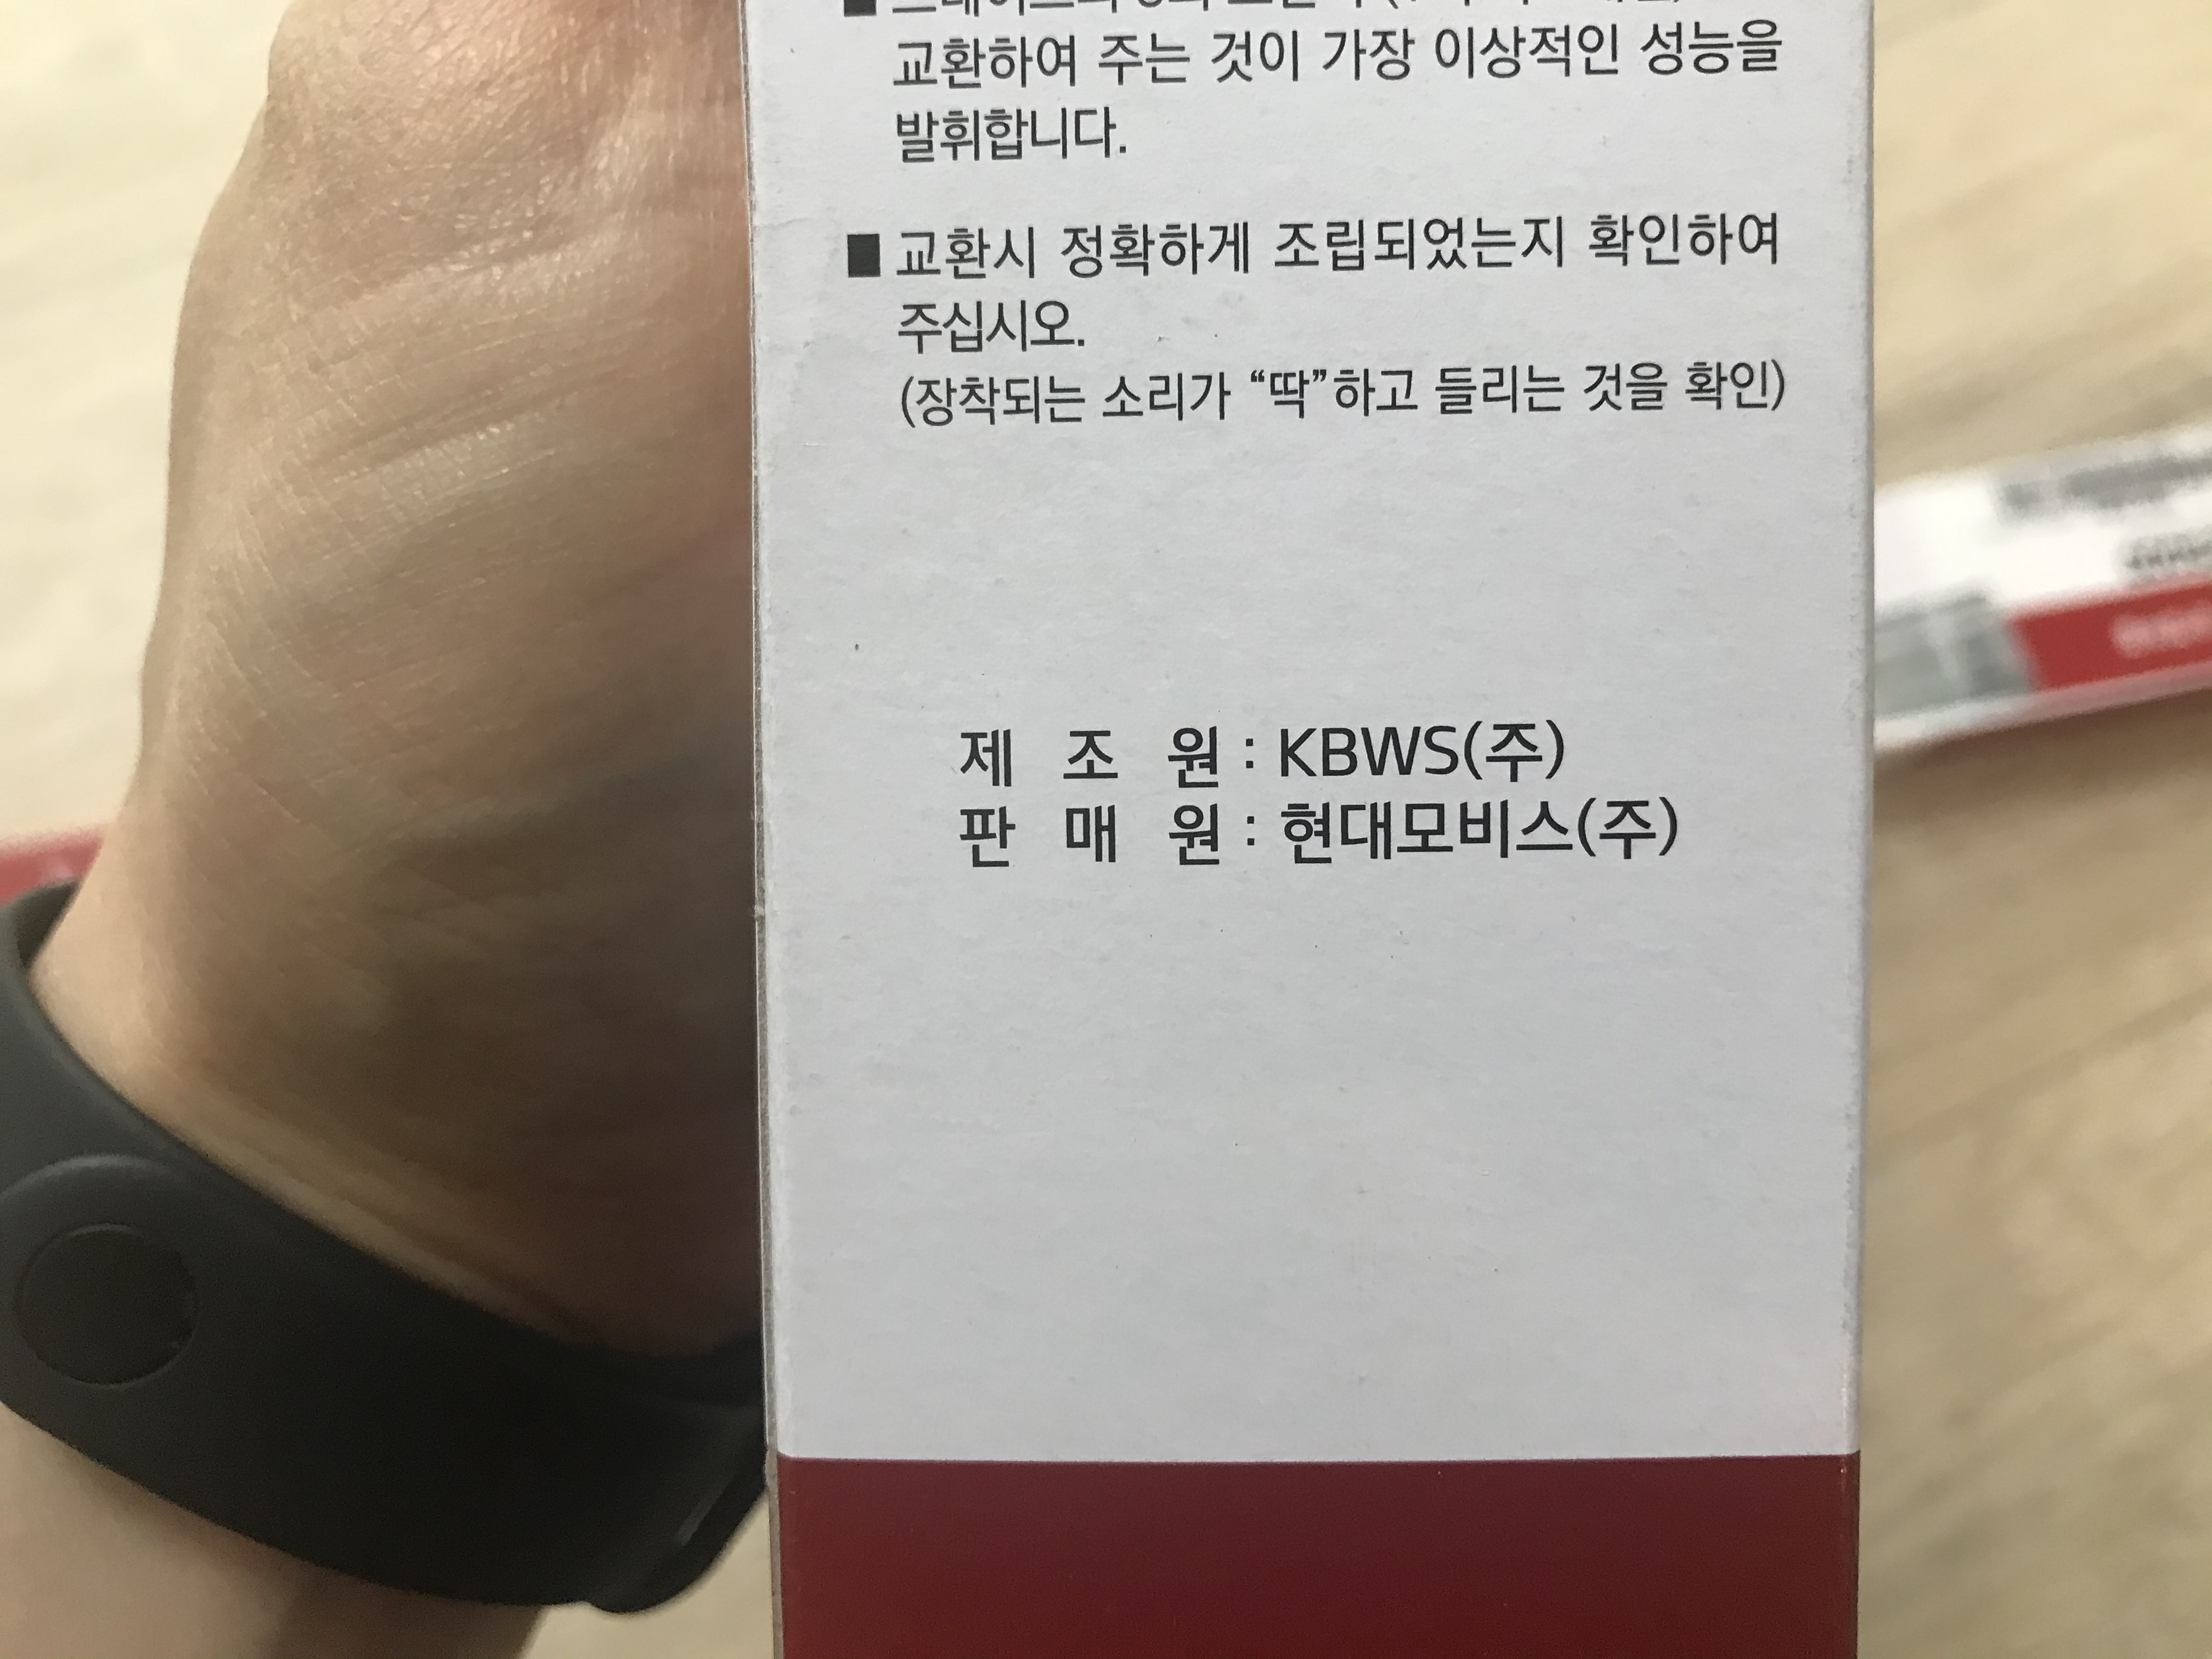 ■
교환하여 주는 것이 가장 이상적인 성능을
발휘합니다.
■ 교환시 정확하게 조립되었는지 확인하여
주십시오.
(장착되는 소리가 “딱”하고 들리는 것을 확인)
제 조 원 : KBWS(주)
판 매 원 : 현대모비스(주)